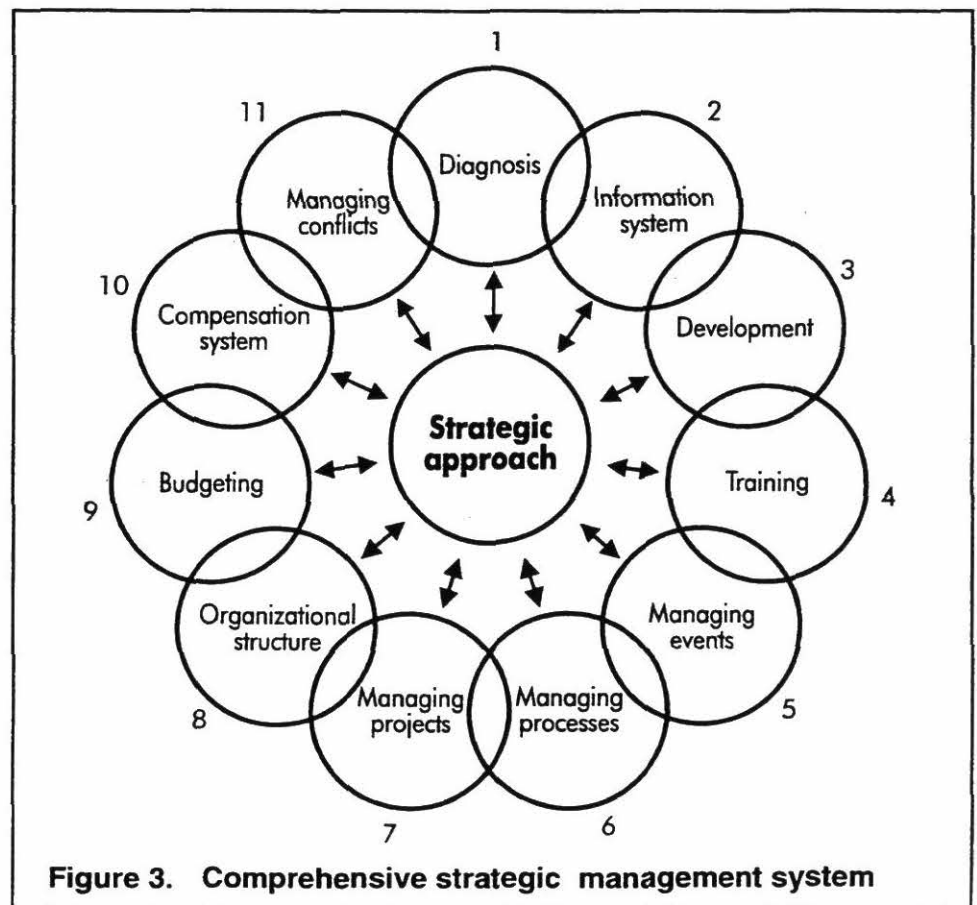 1
Diagnosis
2
Information
system
3
Development
4
Training
5
Managing
events
6
Managing
processes
7
Managing
projects
8
Organizational
structure
9
Budgeting
10
Compensation
system
11
Managing
conflicts
Strategic
approach
Figure 3. Comprehensive strategic management system